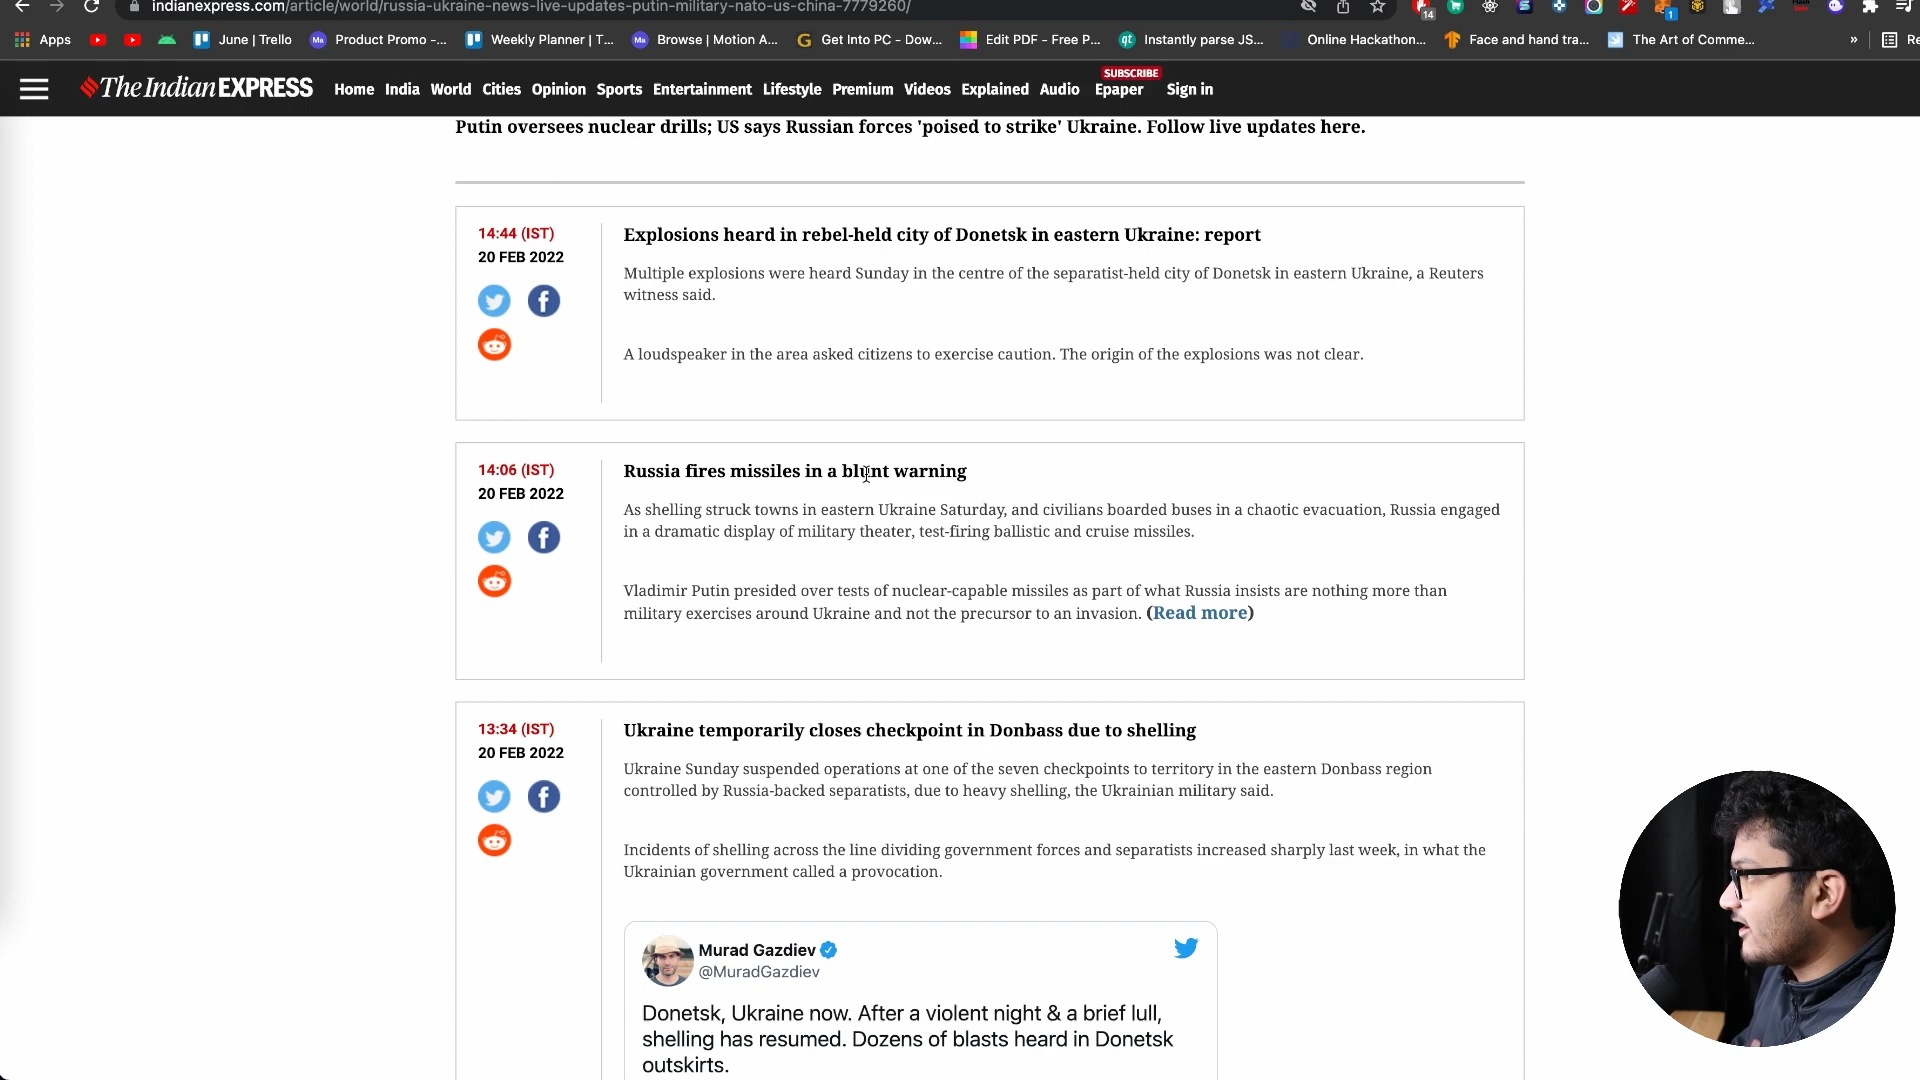 indianexpress.com/article/world/russia-ukraine-news-live-updates-putin-military-nato-us-china-7779260/
14
1
Apps
June | Trello
Product Promo -...
Weekly Planner | T...
Browse | Motion A...
Get Into PC - Dow...
Edit PDF - Free P...
Instantly parse JS...
Online Hackathon...
Face and hand tra...
The Art of Comme...
»
Re
The Indian EXPRESS
Home India World Cities Opinion Sports Entertainment Lifestyle Premium Videos Explained Audio Epaper Sign in
SUBSCRIBE
Putin oversees nuclear drills; US says Russian forces 'poised to strike' Ukraine. Follow live updates here.
14:44 (IST)
20 FEB 2022
Explosions heard in rebel-held city of Donetsk in eastern Ukraine: report
Multiple explosions were heard Sunday in the centre of the separatist-held city of Donetsk in eastern Ukraine, a Reuters
witness said.
A loudspeaker in the area asked citizens to exercise caution. The origin of the explosions was not clear.
14:06 (IST)
20 FEB 2022
Russia fires missiles in a blunt warning
As shelling struck towns in eastern Ukraine Saturday, and civilians boarded buses in a chaotic evacuation, Russia engaged
in a dramatic display of military theater, test-firing ballistic and cruise missiles.
Vladimir Putin presided over tests of nuclear-capable missiles as part of what Russia insists are nothing more than
military exercises around Ukraine and not the precursor to an invasion. (Read more)
13:34 (IST)
20 FEB 2022
Ukraine temporarily closes checkpoint in Donbass due to shelling
Ukraine Sunday suspended operations at one of the seven checkpoints to territory in the eastern Donbass region
controlled by Russia-backed separatists, due to heavy shelling, the Ukrainian military said.
Incidents of shelling across the line dividing government forces and separatists increased sharply last week, in what the
Ukrainian government called a provocation.
Murad Gazdiev
@MuradGazdiev
Donetsk, Ukraine now. After a violent night & a brief lull,
shelling has resumed. Dozens of blasts heard in Donetsk
outskirts.